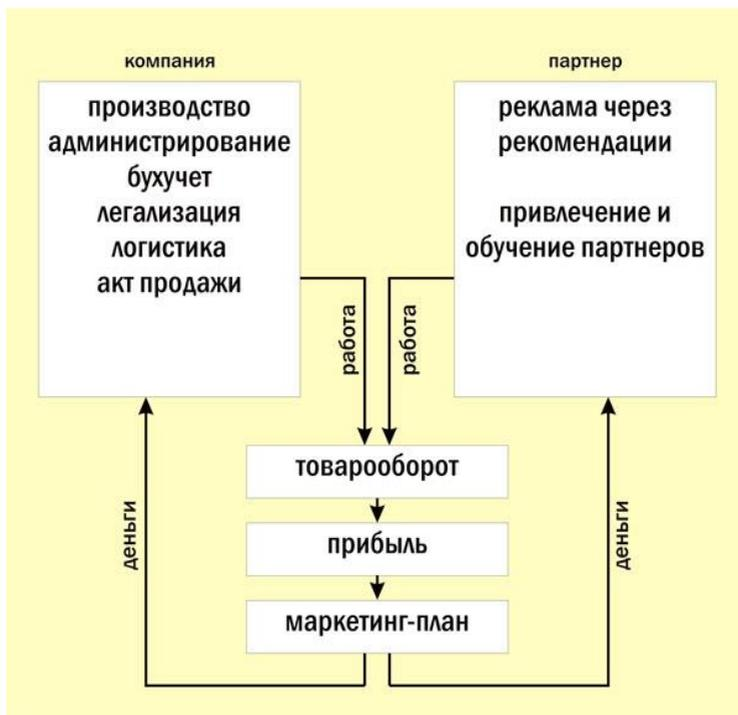 компания
производство
администрирование
бухучет
легализация
логистика
акт продажи
партнер
реклама через
рекомендации
привлечение и
обучение партнеров
работа
работа
товарооборот
прибыль
маркетинг-план
деньги
деньги